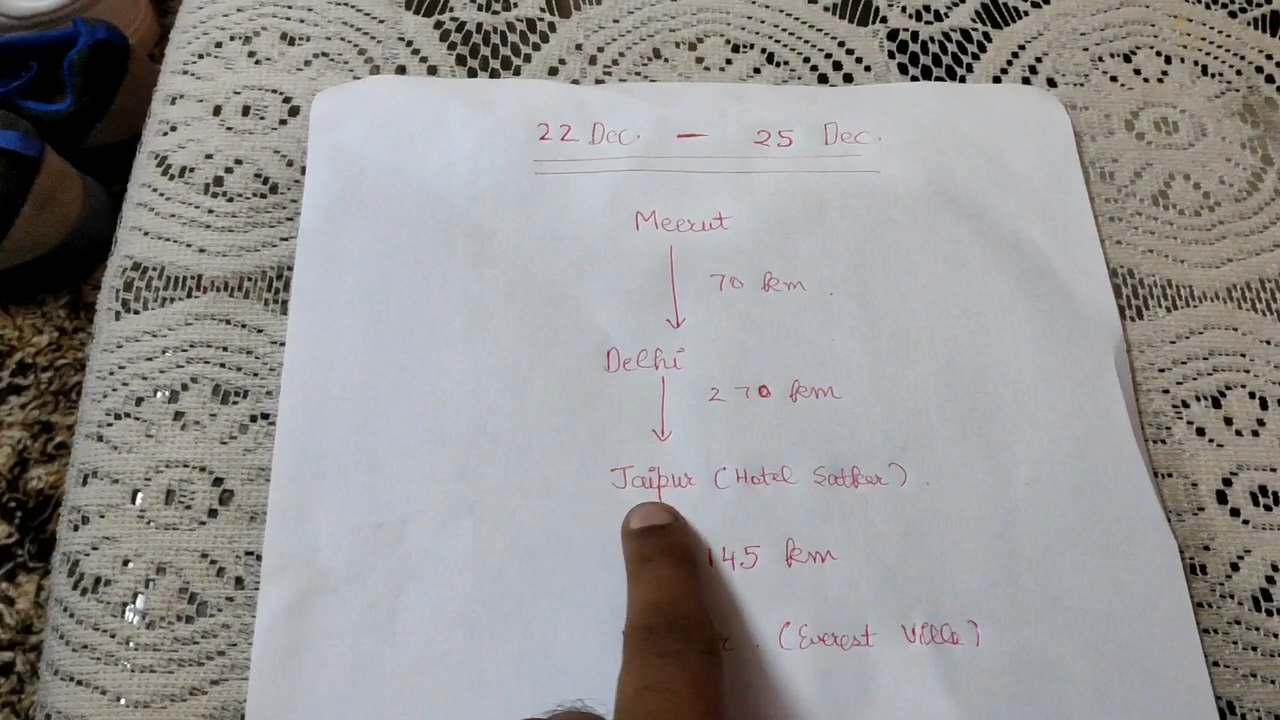 22 Dec. - 25 Dec.
Meerut
70 km.
Delhi
270 km
Jaipur (Hotel Satkar).
145 km
(Everest Villa)